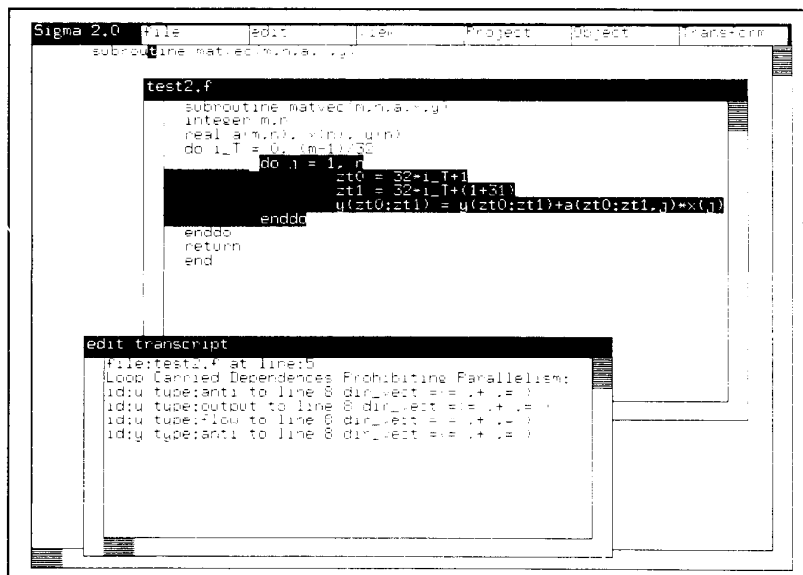 Sigma 2.0 file edit view Project Object Transform
subroutine matvec(m,n,a,x,y)
test2.f
subroutine matvec(m,n,a,x,y)
integer m,n
real a(m,n), x(n), y(n)
do i_T = 0, (m-1)/32
do j = 1, n
zt0 = 32*i_T+1
zt1 = 32*i_T+(1+31)
y(zt0:zt1) = y(zt0:zt1)+a(zt0:zt1,j)*x(j)
enddo
enddo
return
end
edit transcript
file:test2.f at line:5
Loop Carried Dependences Prohibiting Parallelism:
id:y type:anti to line 8 dir_vect =(= ,+ ,= )
id:y type:output to line 8 dir_vect =(= ,+ ,= )
id:y type:flow to line 8 dir_vect =(= ,+ ,= )
id:y type:anti to line 8 dir_vect =(= ,+ ,= )